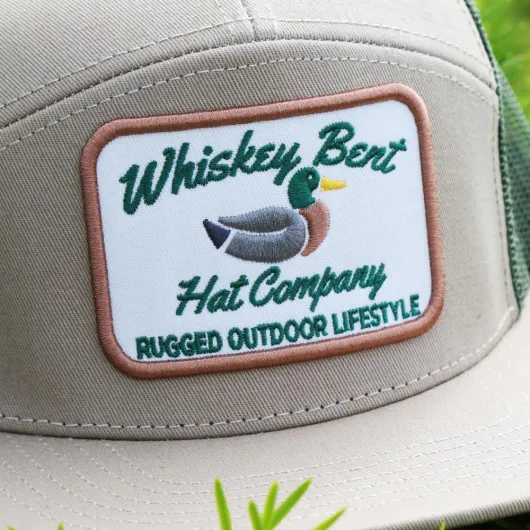 Whiskey Bent
Hat Company
RUGGED OUTDOOR LIFESTYLE